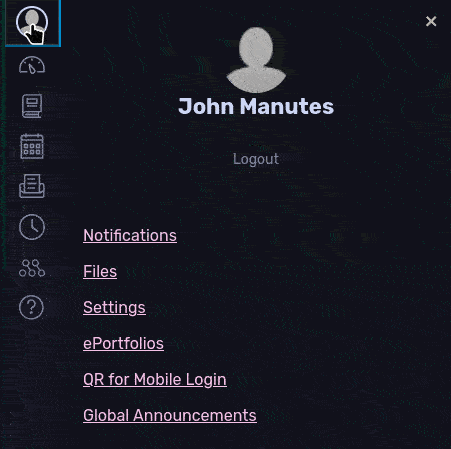 John Manutes
Logout
Notifications
Files
Settings
ePortfolios
QR for Mobile Login
Global Announcements